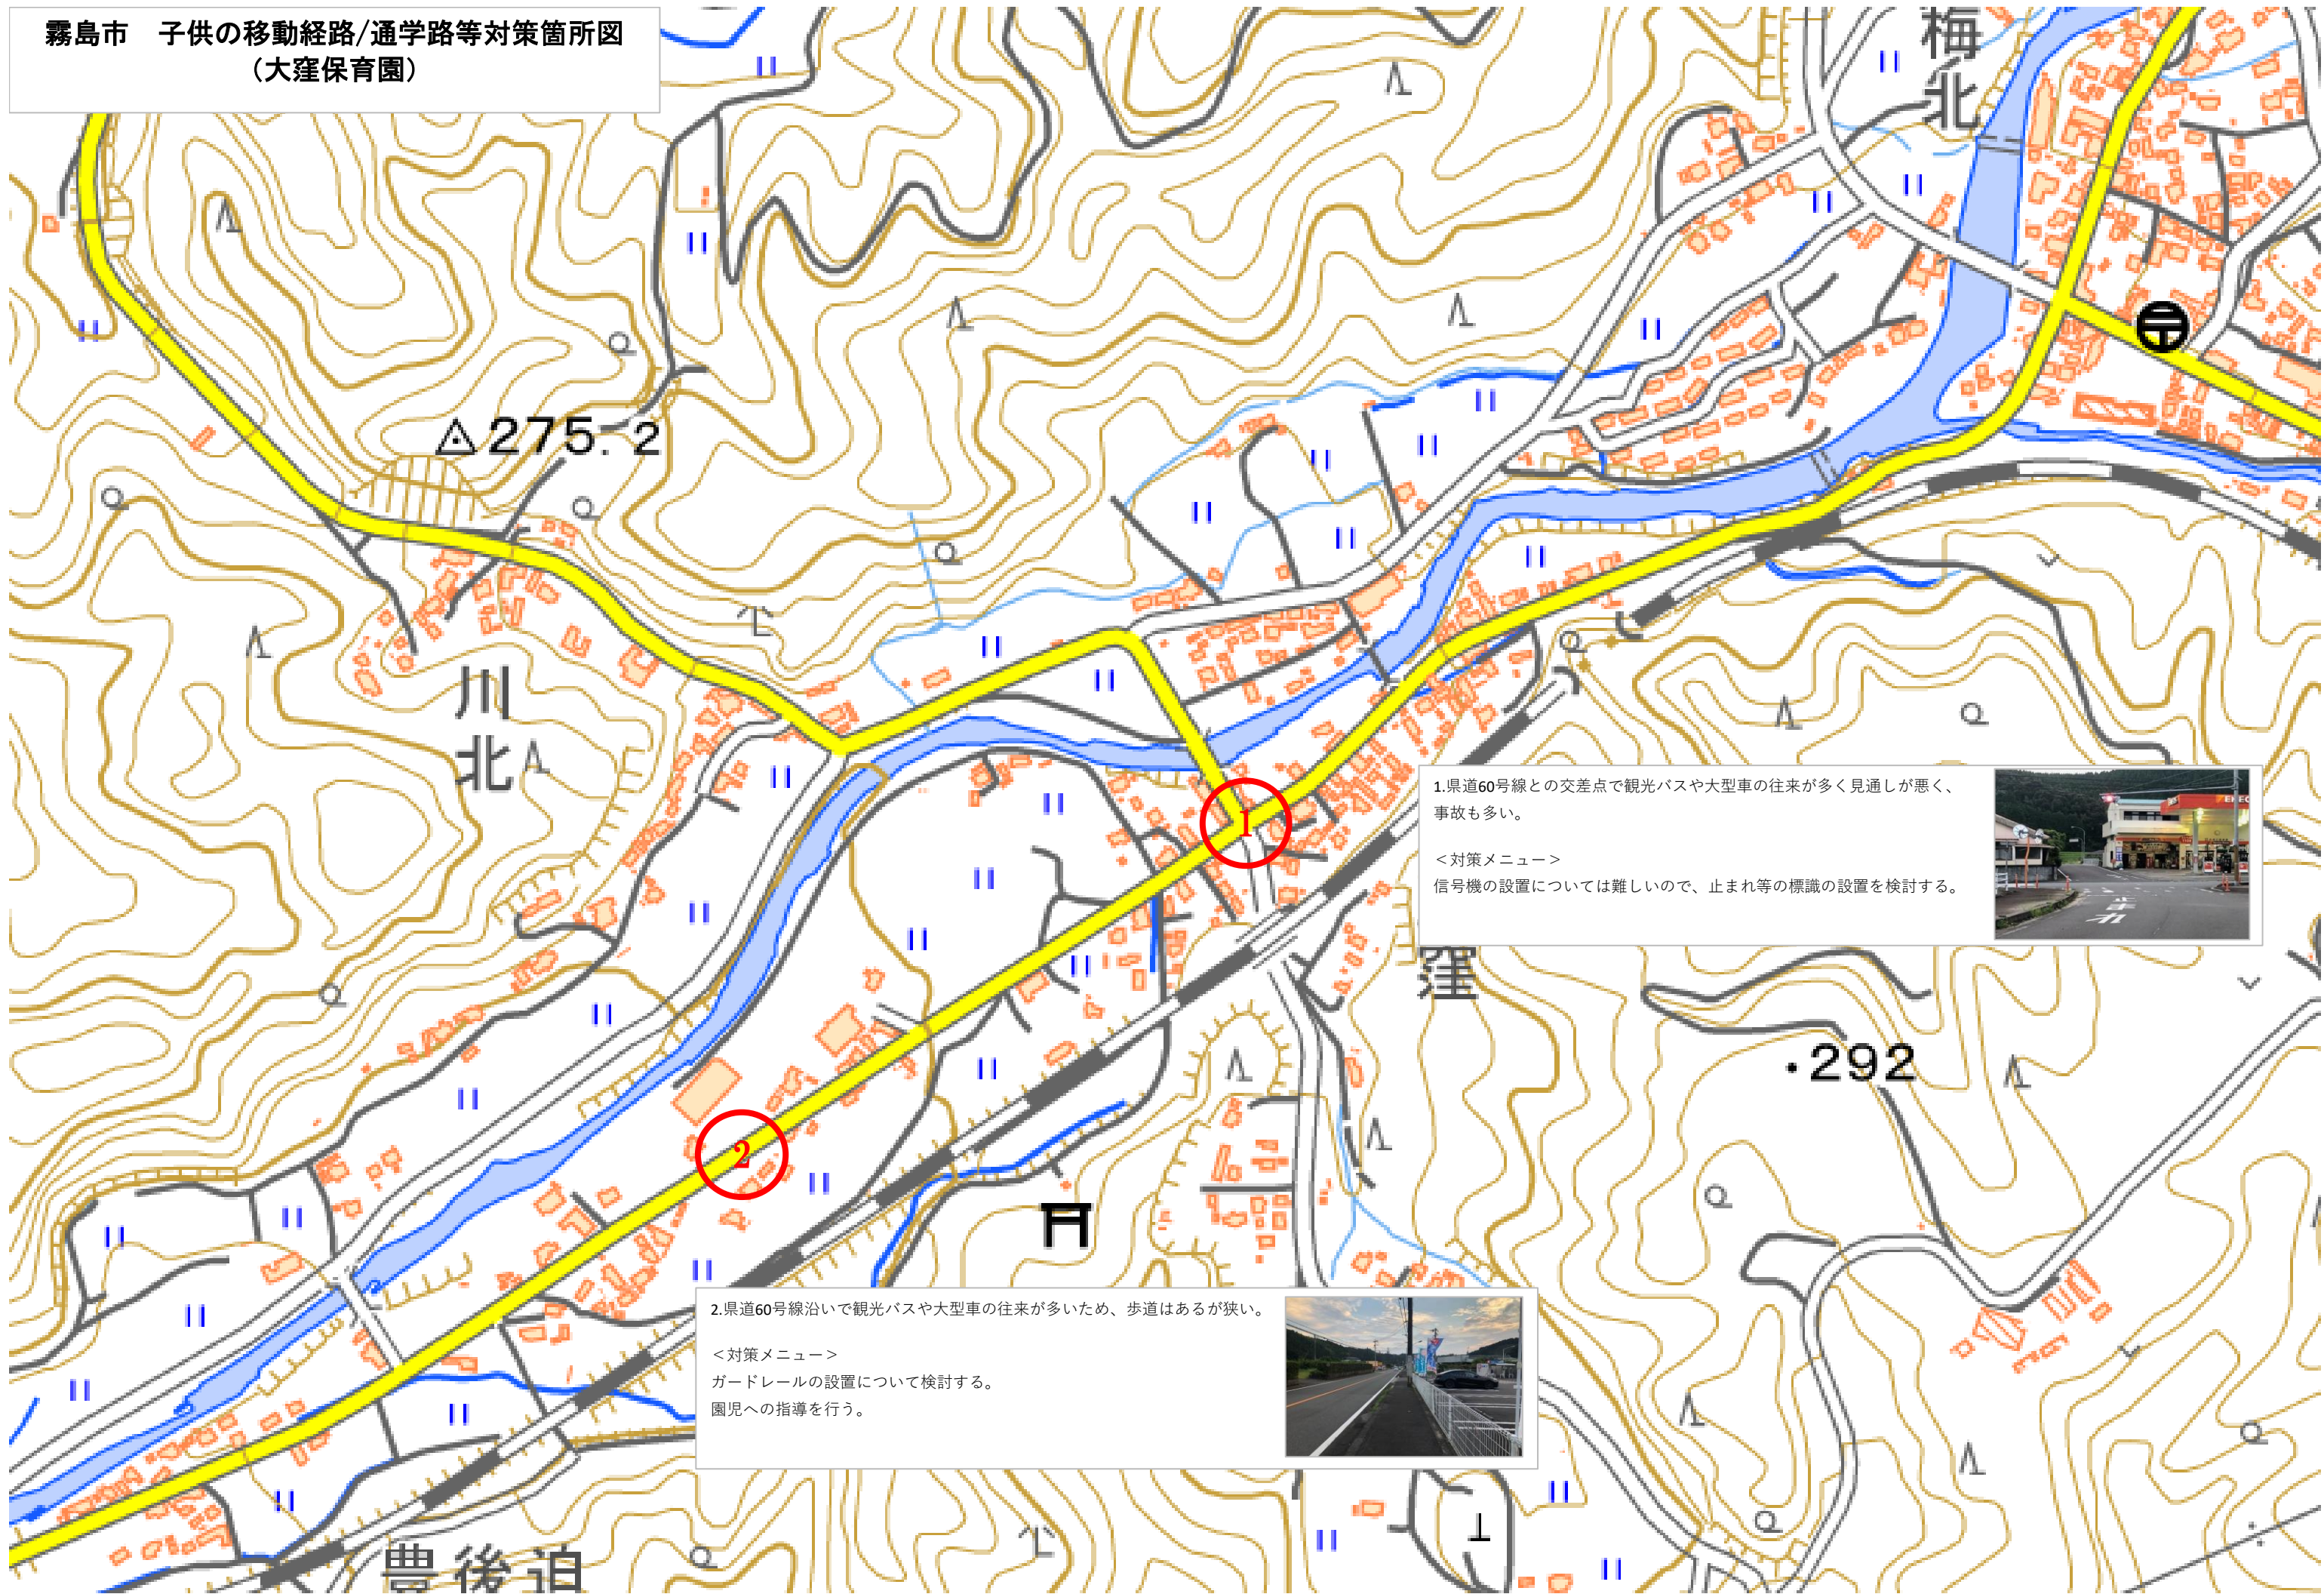 霧島市　子供の移動経路/通学路等対策箇所図
（大窪保育園）
梅北
275.2
川北
1
1.県道60号線との交差点で観光バスや大型車の往来が多く見通しが悪く、
事故も多い。
＜対策メニュー＞
信号機の設置については難しいので、止まれ等の標識の設置を検討する。
止まれ
窪
292
2
2.県道60号線沿いで観光バスや大型車の往来が多いため、歩道はあるが狭い。
＜対策メニュー＞
ガードレールの設置について検討する。
園児への指導を行う。
豊後迫